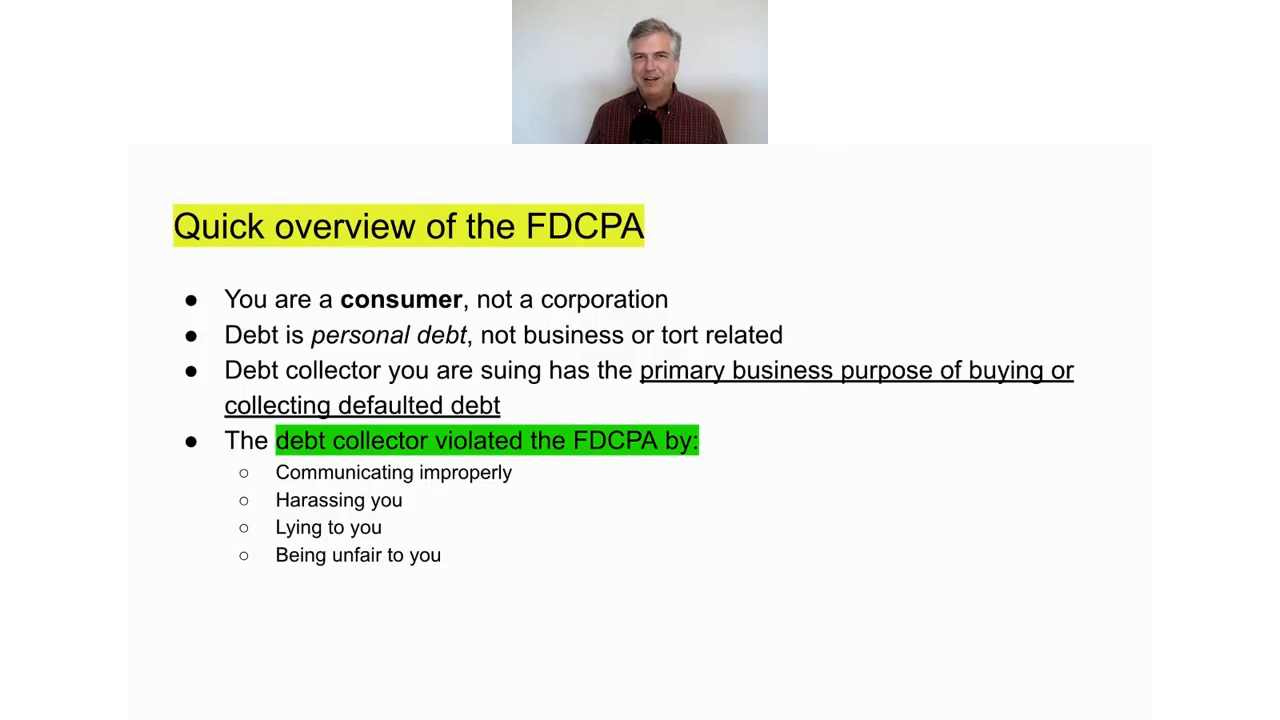 Quick overview of the FDCPA
● You are a consumer, not a corporation
● Debt is personal debt, not business or tort related
● Debt collector you are suing has the primary business purpose of buying or
collecting defaulted debt
● The debt collector violated the FDCPA by:
○ Communicating improperly
○ Harassing you
○ Lying to you
○ Being unfair to you